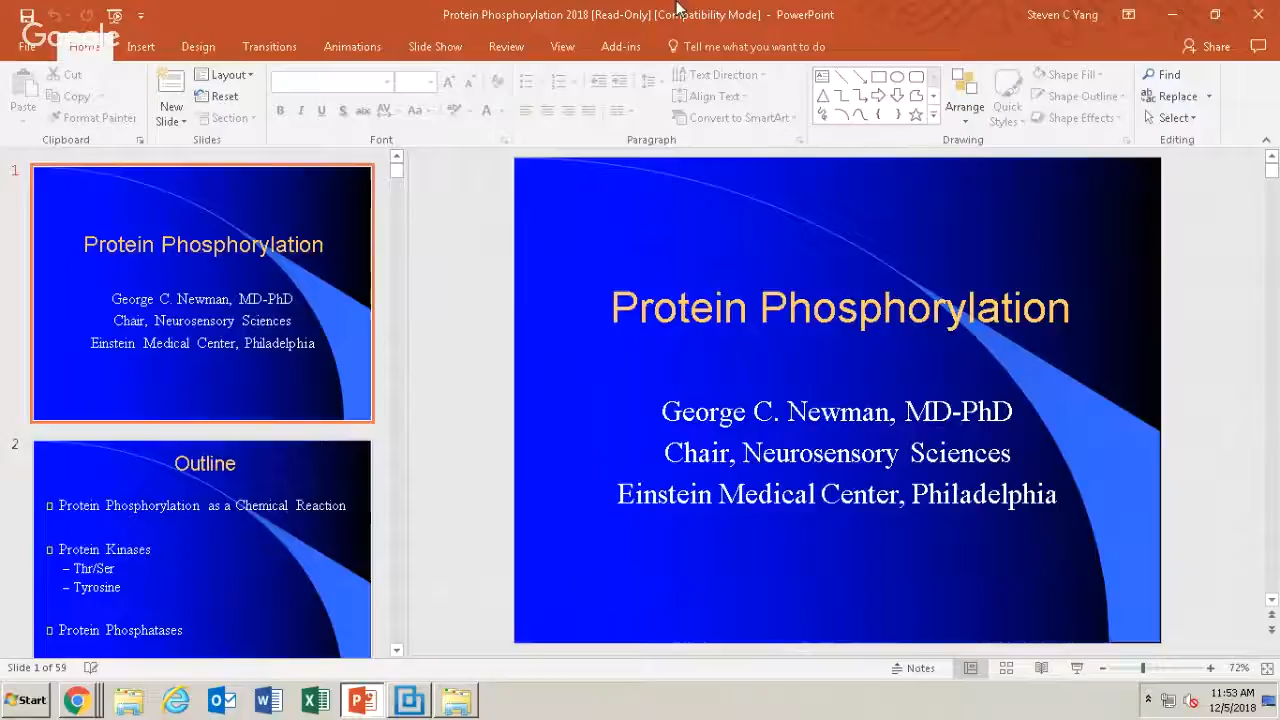 Protein Phosphorylation 2018 [Read-Only] [Compatibility Mode] - PowerPoint
Steven C Yang
Google
File Home Insert Design Transitions Animations Slide Show Review View Add-ins Tell me what you want to do Share
Paste
Cut
Copy
Format Painter
Clipboard
New Slide
Layout
Reset
Section
Slides
B I U S abc AV Aa A
Font
Text Direction
Align Text
Convert to SmartArt
Paragraph
Arrange
Quick Styles
Shape Fill
Shape Outline
Shape Effects
Drawing
Find
Replace
Select
Editing
1
Protein Phosphorylation
George C. Newman, MD-PhD
Chair, Neurosensory Sciences
Einstein Medical Center, Philadelphia
2
Outline
Protein Phosphorylation as a Chemical Reaction
Protein Kinases
– Thr/Ser
– Tyrosine
Protein Phosphatases
Protein Phosphorylation
George C. Newman, MD-PhD
Chair, Neurosensory Sciences
Einstein Medical Center, Philadelphia
Slide 1 of 59
Notes
72%
Start
11:53 AM
12/5/2018